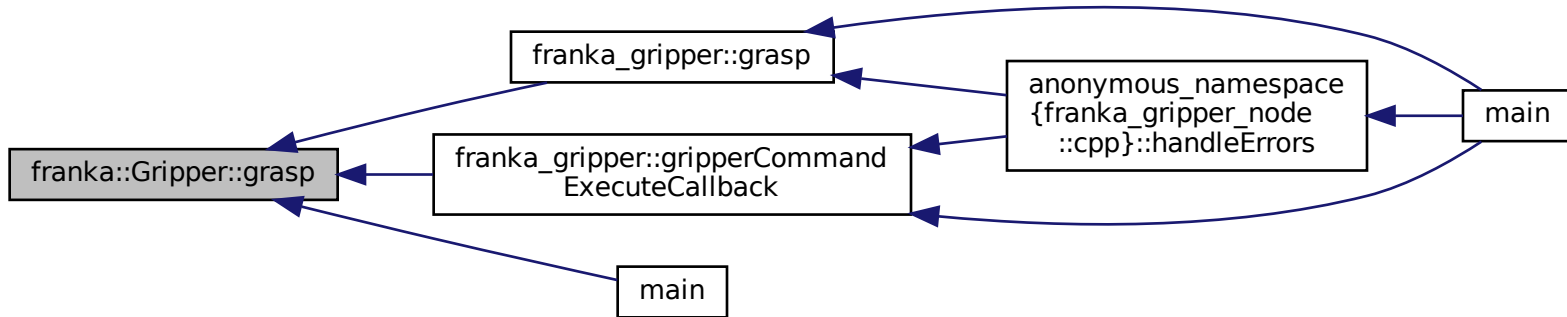 franka::Gripper::grasp
franka_gripper::grasp
franka_gripper::gripperCommand
ExecuteCallback
main
anonymous_namespace
{franka_gripper_node
::cpp}::handleErrors
main